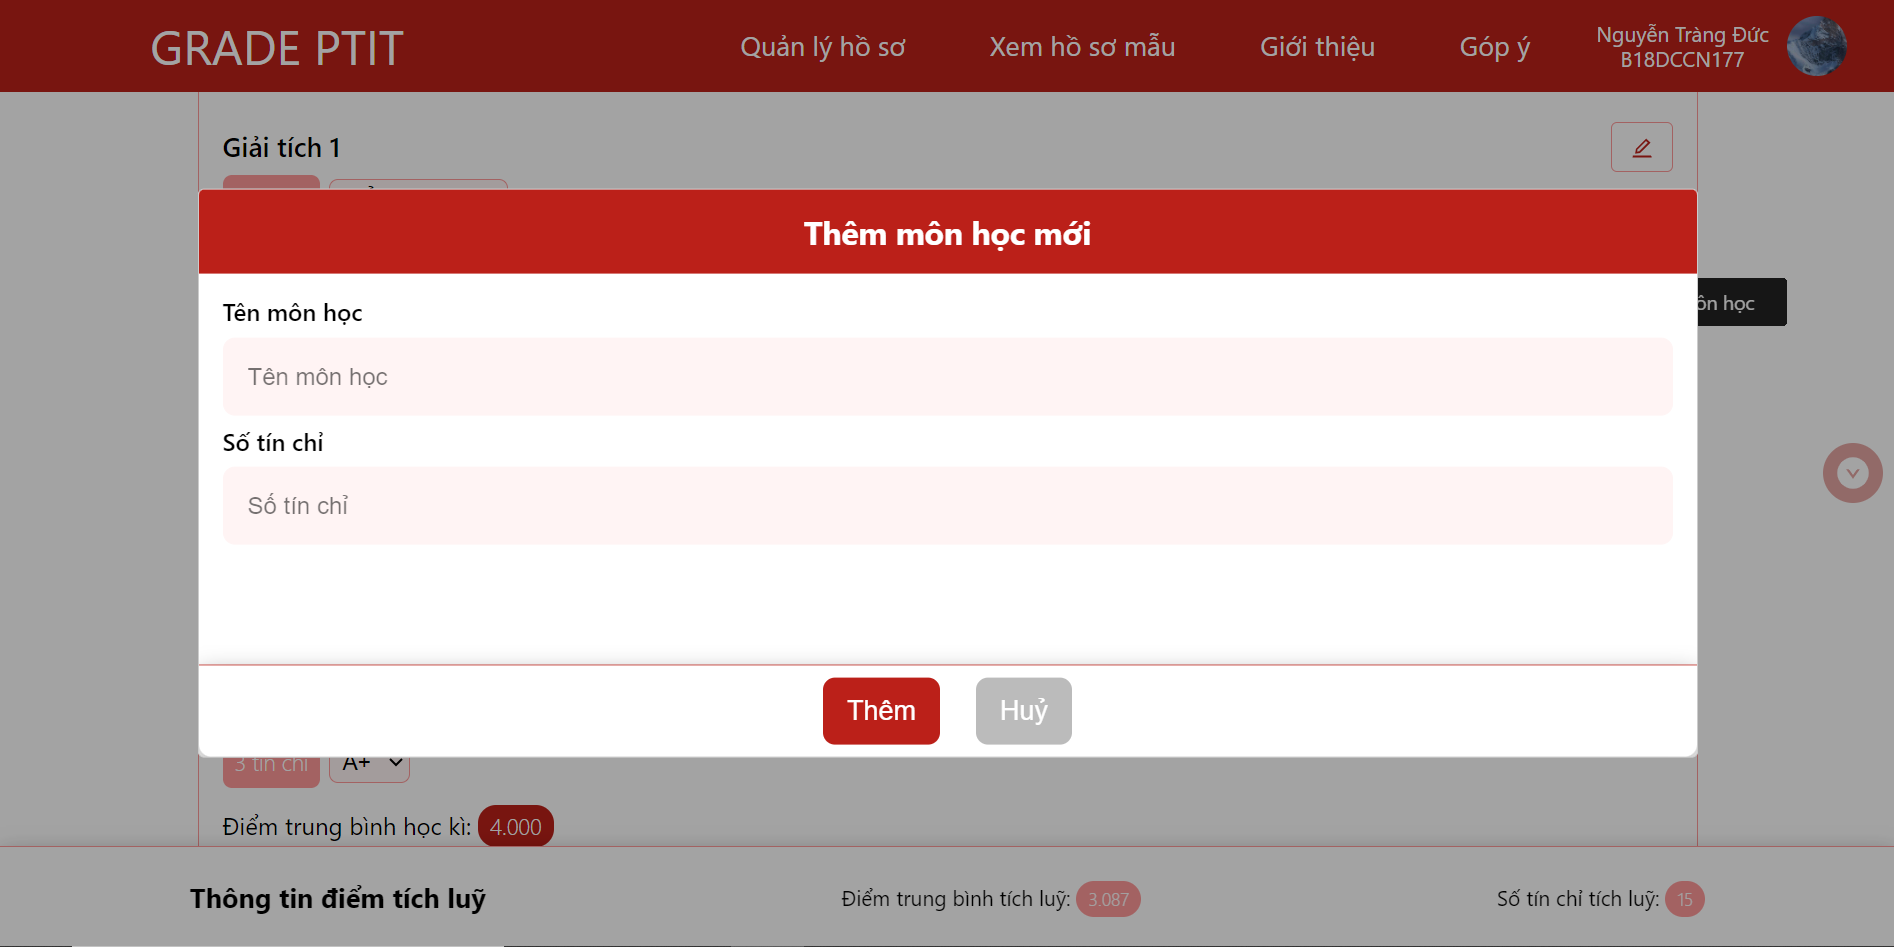 GRADE PTIT
Quản lý hồ sơ
Xem hồ sơ mẫu
Giới thiệu
Góp ý
Nguyễn Tràng Đức
B18DCCN177
Giải tích 1
Thêm môn học mới
Tên môn học
Tên môn học
học
Số tín chỉ
Số tín chỉ
Thêm
Huỷ
3 tín chỉ
A+
Điểm trung bình học kì: 4.000
Thông tin điểm tích luỹ
Điểm trung bình tích luỹ: 3.087
Số tín chỉ tích luỹ: 15